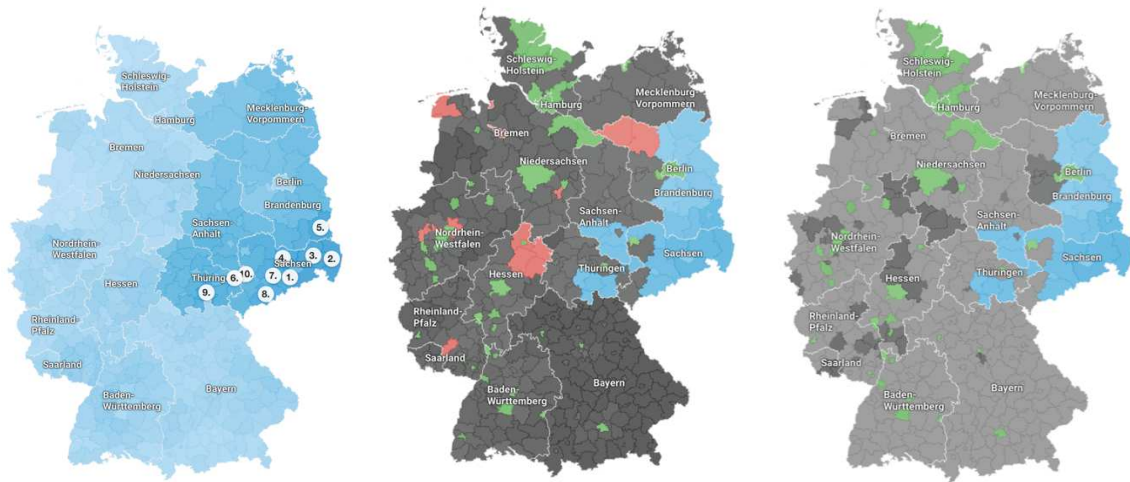 Schleswig-
Holstein
Mecklenburg-
Vorpommern
Hamburg
Bremen
Niedersachsen
Berlin
Brandenburg
Sachsen-
Anhalt
5.
Nordrhein-
Westfalen
4.
3.
2.
Sachsen
Thüring
6.
10.
7.
1.
Hessen
9.
8.
Rheinland-
Pfalz
Saarland
Bayern
Baden-
Württemberg
Schleswig-
Holstein
Mecklenburg-
Vorpommern
Hamburg
Bremen
Niedersachsen
Berlin
Brandenburg
Sachsen-
Anhalt
Nordrhein-
Westfalen
Sachsen
Thüringen
Hessen
Rheinland-
Pfalz
Saarland
Bayern
Baden-
Württemberg
Schleswig-
Holstein
Mecklenburg-
Vorpommern
Hamburg
Bremen
Niedersachsen
Berlin
Brandenburg
Sachsen-
Anhalt
Nordrhein-
Westfalen
Sachsen
Thüringen
Hessen
Rheinland-
Pfalz
Saarland
Bayern
Baden-
Württemberg